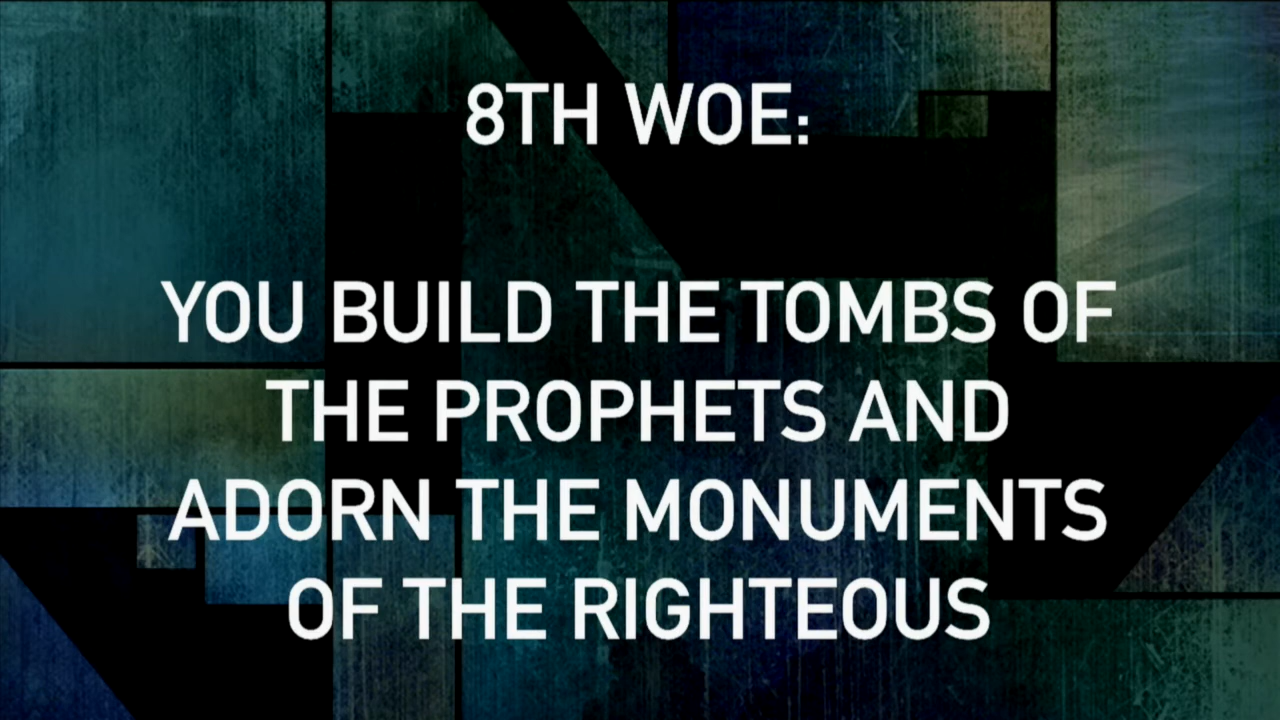 8TH WOE:
YOU BUILD THE TOMBS OF
THE PROPHETS AND
ADORN THE MONUMENTS
OF THE RIGHTEOUS